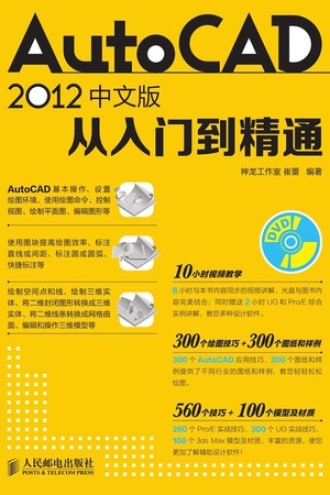 AutoCAD
2012中文版
从入门到精通
神龙工作室 崔蕾 编著
AutoCAD 基本操作、设置
绘图环境、使用绘图命令、控制
视图、绘制平面图、编辑图形等
使用图块提高绘图效率、标注
直线或间距、标注圆或圆弧、
快捷标注等
绘制空间点和线、绘制三维实
体、将二维封闭图形转换成三维
实体、将二维线条转换成网格曲
面、编辑和操作三维模型等
DVD
10小时视频教学
8小时与本书内容同步的视频讲解，光盘与图书内
容完美结合；同时赠送 2 小时 UG 和 Pro/E 综合
实例讲解，教您多种设计软件。
300个绘图技巧+300个图纸和样例
300 个 AutoCAD 应用技巧，300 个图纸和样
例提供了不同行业的图纸和样例，教您轻轻松松
绘图。
560个技巧 + 100个模型及材质
260 个 Pro/E 实战技巧，300 个 UG 实战技巧，
100 个 3ds Max 模型及材质，丰富的资源，使您
更加了解辅助设计软件！
人民邮电出版社
POSTS & TELECOM PRESS